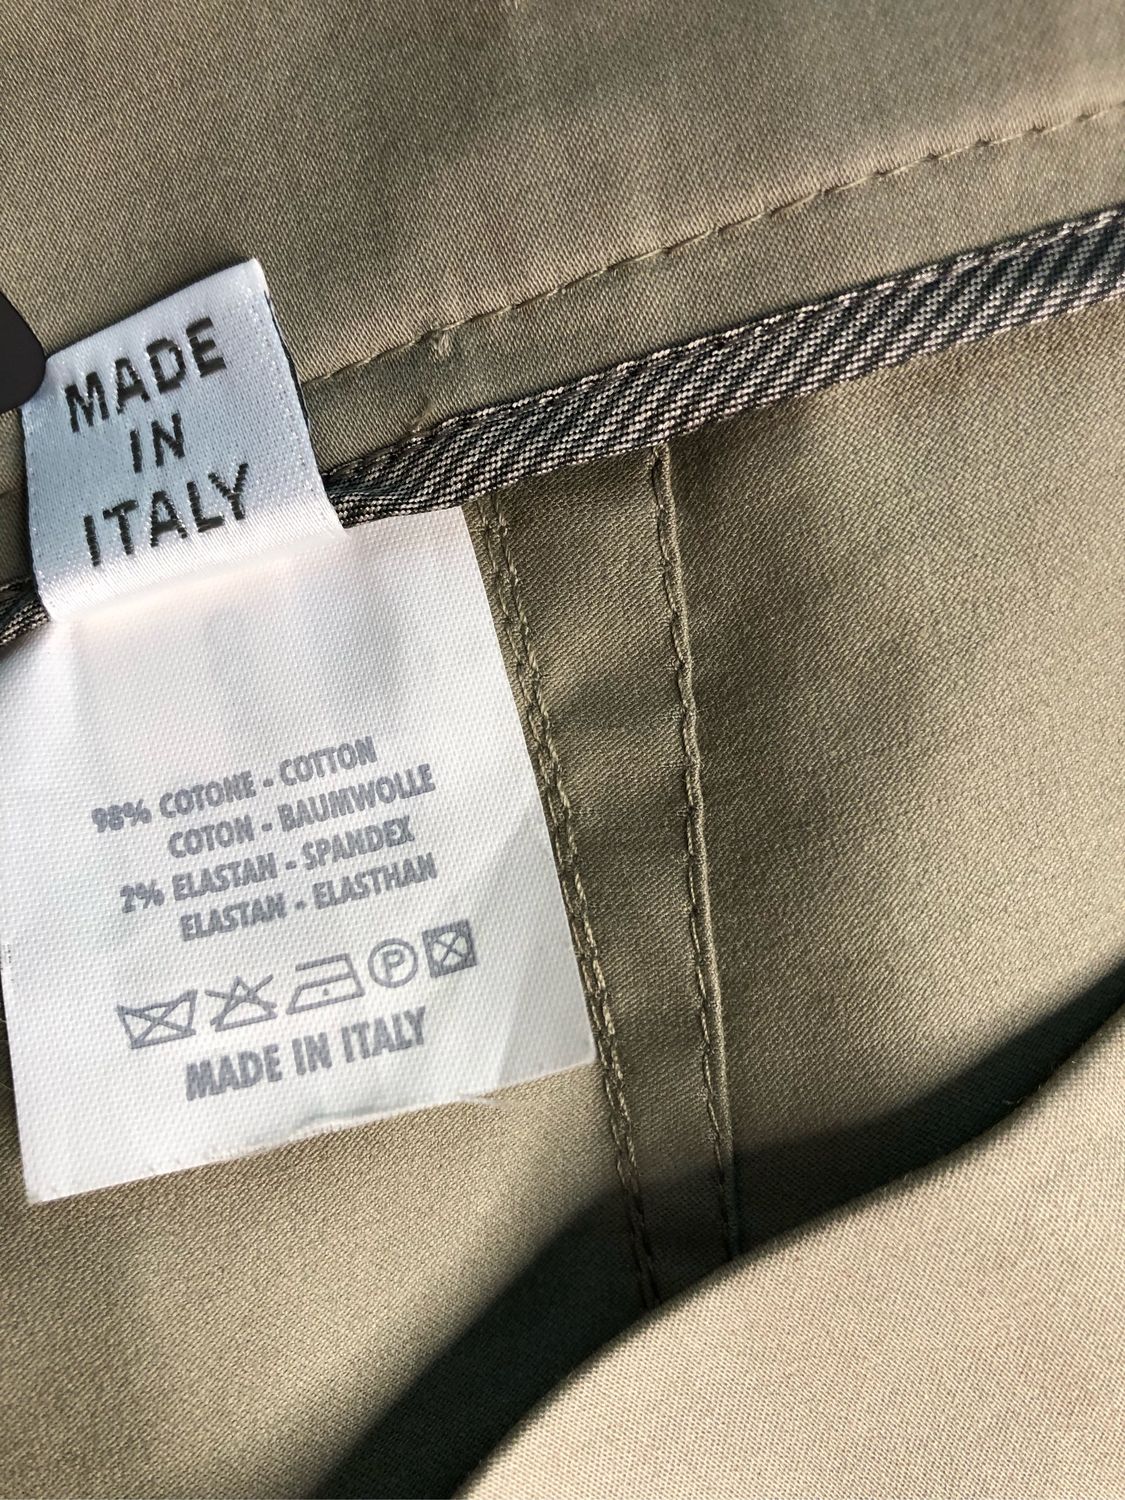 MADE
IN
ITALY
98% COTONE - COTTON
COTON - BAUMWOLLE
2% ELASTAN - SPANDEX
ELASTAN - ELASTHAN
P
MADE IN ITALY